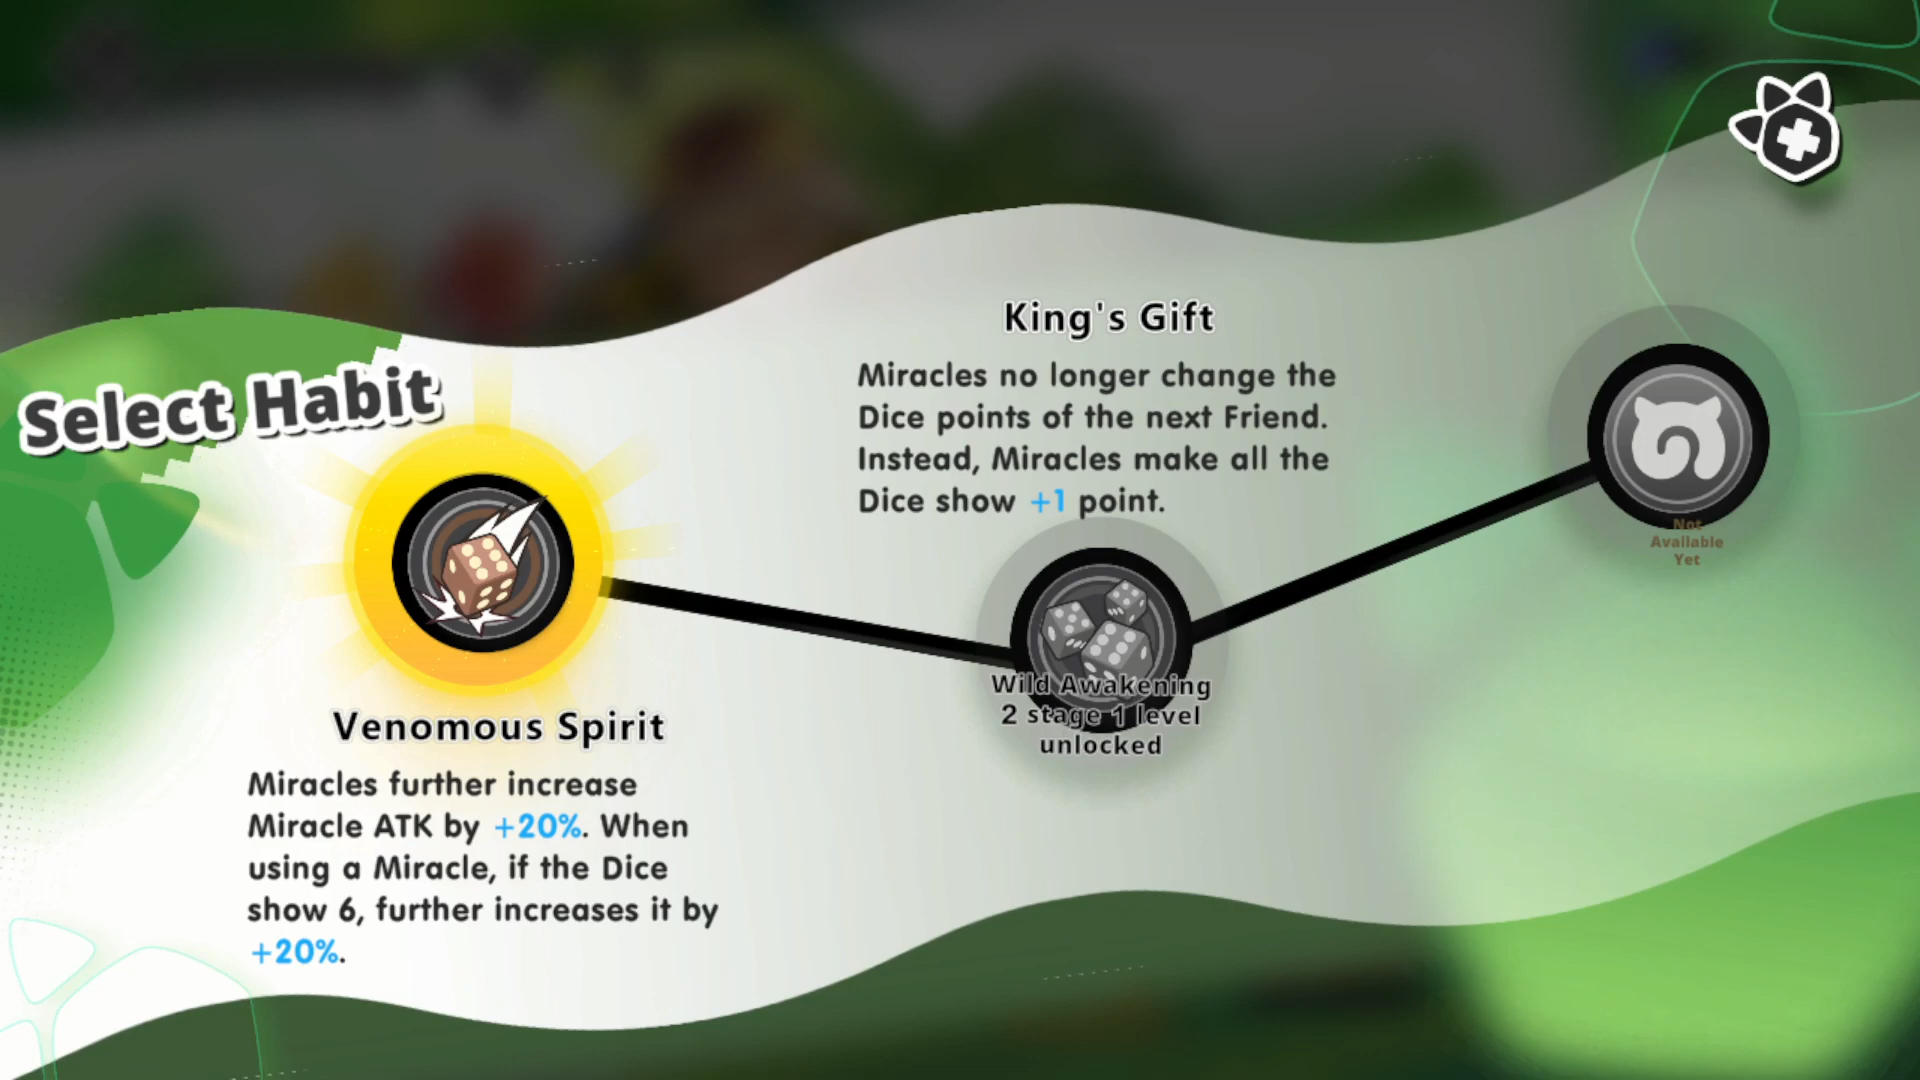 Select Habit
Venomous Spirit
Miracles further increase
Miracle ATK by +20%. When
using a Miracle, if the Dice
show 6, further increases it by
+20%.
King's Gift
Miracles no longer change the
Dice points of the next Friend.
Instead, Miracles make all the
Dice show +1 point.
Wild Awakening
2 stage 1 level
unlocked
Not
Available
Yet